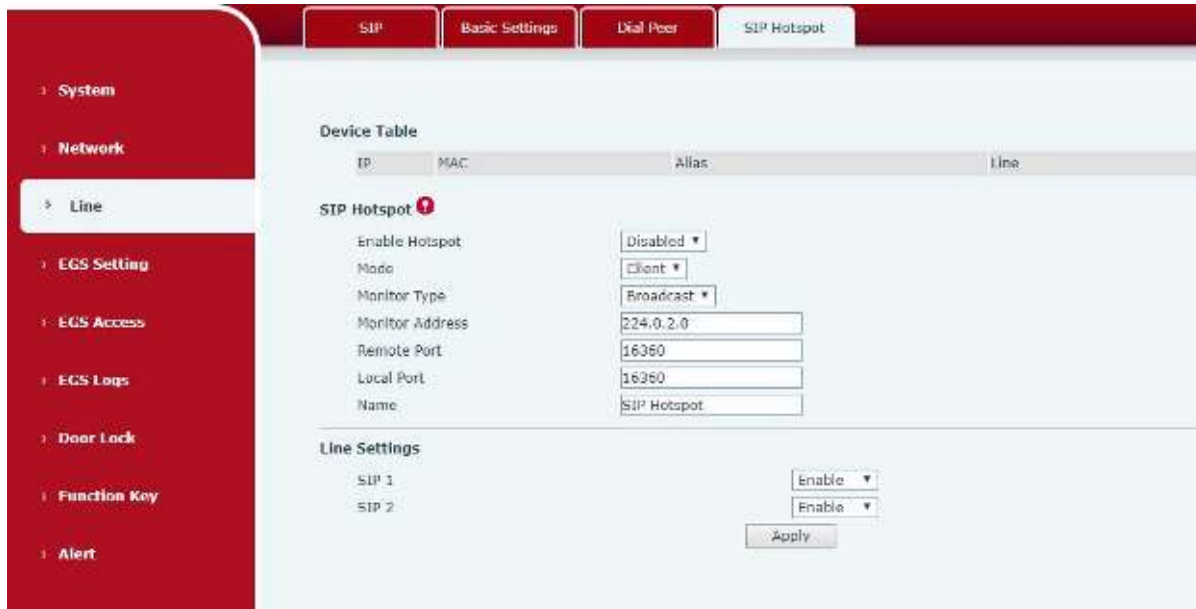 SIP Basic Settings Dial Peer SIP Hotspot
System
Network
Line
EGS Setting
EGS Access
EGS Logs
Door Lock
Function Key
Alert
Device Table
IP MAC Alias Line
SIP Hotspot
Enable Hotspot Disabled
Mode Client
Monitor Type Broadcast
Monitor Address 224.0.2.0
Remote Port 16360
Local Port 16360
Name SIP Hotspot
Line Settings
SIP 1 Enable
SIP 2 Enable
Apply